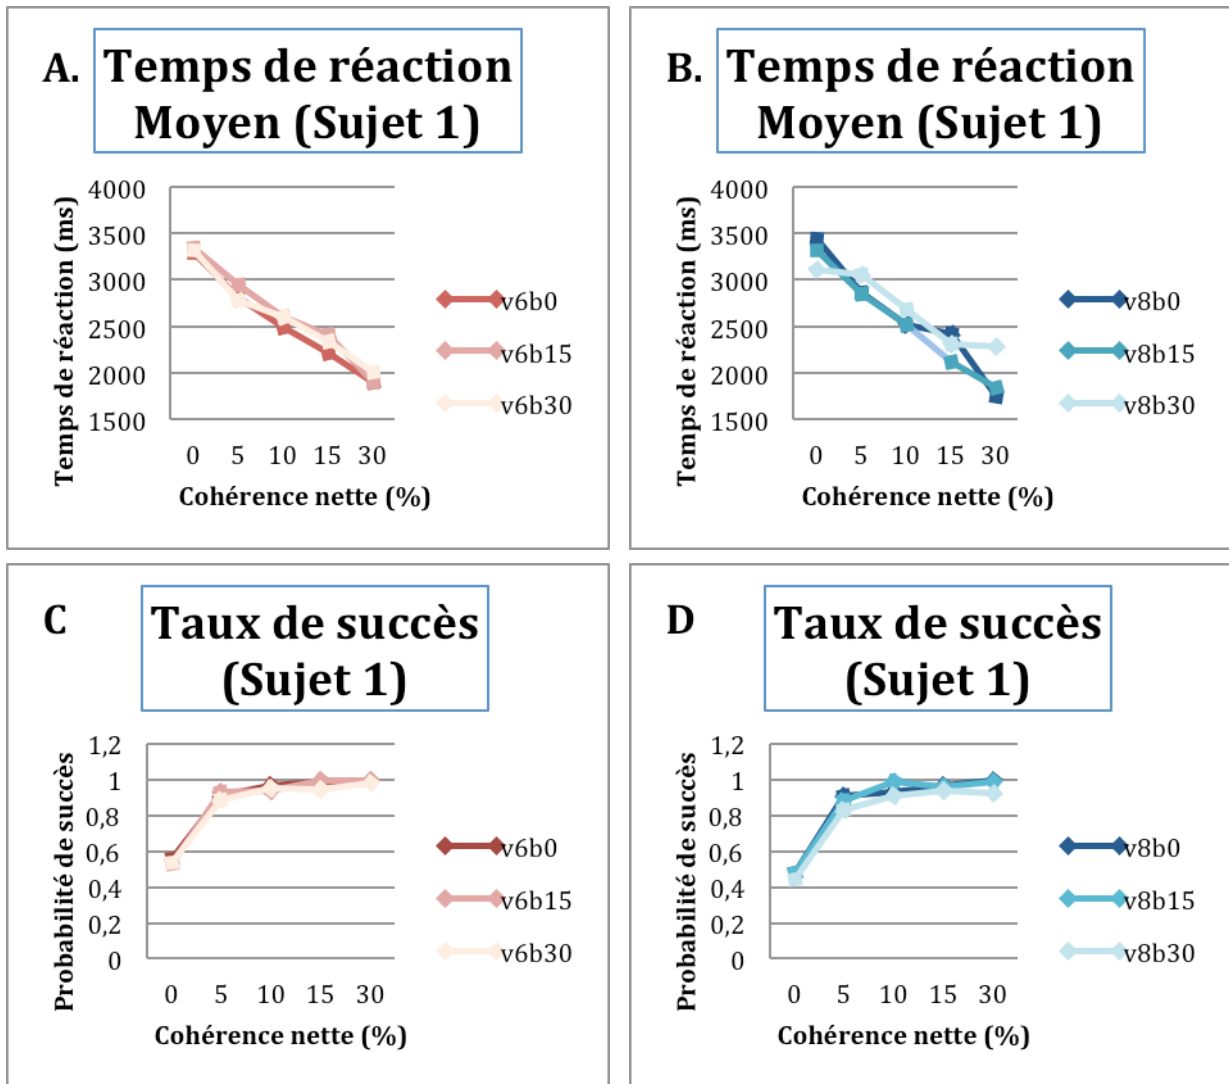 A.
Temps de réaction
Moyen (Sujet 1)
Temps de réaction (ms)
4000
3500
3000
2500
2000
1500
0 5 10 15 30
Cohérence nette (%)
v6b0
v6b15
v6b30
B.
Temps de réaction
Moyen (Sujet 1)
Temps de réaction (ms)
4000
3500
3000
2500
2000
1500
0 5 10 15 30
Cohérence nette (%)
v8b0
v8b15
v8b30
C
Taux de succès
(Sujet 1)
Probabilité de succès
1,2
1
0,8
0,6
0,4
0,2
0
0 5 10 15 30
Cohérence nette (%)
v6b0
v6b15
v6b30
D
Taux de succès
(Sujet 1)
Probabilité de succès
1,2
1
0,8
0,6
0,4
0,2
0
0 5 10 15 30
Cohérence nette (%)
v8b0
v8b15
v8b30